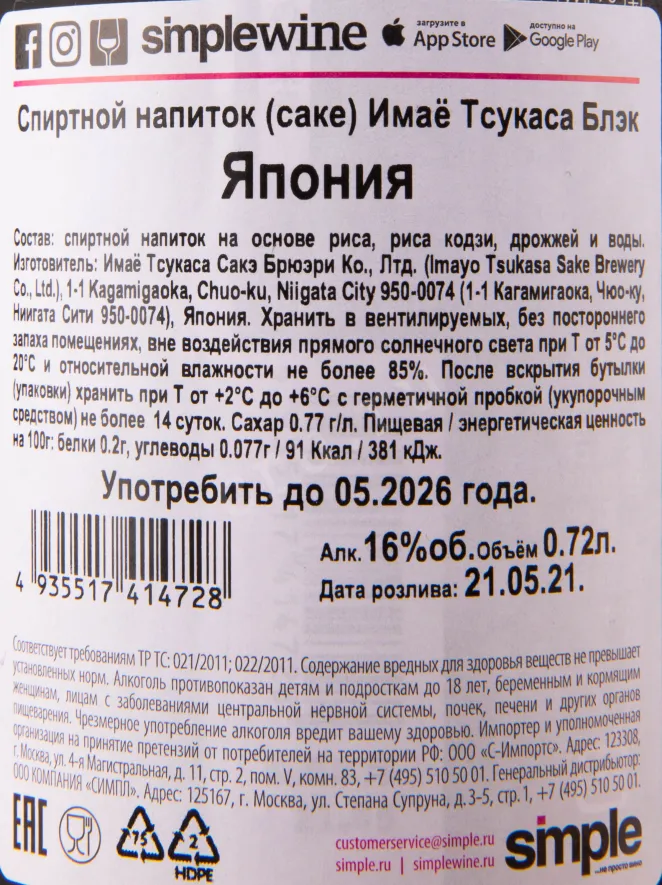 simplewine загрузите в App Store доступно на Google Play
Спиртной напиток (саке) Имаё Тсукаса Блэк
Япония
Состав: спиртной напиток на основе риса, риса кодзи, дрожжей и воды.
Изготовитель: Имаё Тсукаса Сакэ Брюэри Ко., Лтд. (Imayo Tsukasa Sake Brewery
Co., Ltd.), 1-1 Kagamigaoka, Chuo-ku, Niigata City 950-0074 (1-1 Кагамигаока, Чюо-ку,
Ниигата Сити 950-0074), Япония. Хранить в вентилируемых, без постороннего
запаха помещениях, вне воздействия прямого солнечного света при Т от 5°С до
20°С и относительной влажности не более 85%. После вскрытия бутылки
(упаковки) хранить при Т от +2°С до +6°С с герметичной пробкой (укупорочным
средством) не более 14 суток. Сахар 0.77 г/л. Пищевая / энергетическая ценность
на 100г: белки 0.2г, углеводы 0.077г / 91 Ккал / 381 кДж.
Употребить до 05.2026 года.
Алк. 16%об. Объём 0.72л.
Дата розлива: 21.05.21.
4 935517 414728
Соответствует требованиям ТР ТС: 021/2011; 022/2011. Содержание вредных для здоровья веществ не превышает
установленных норм. Алкоголь противопоказан детям и подросткам до 18 лет, беременным и кормящим
женщинам, лицам с заболеваниями центральной нервной системы, почек, печени и других органов
пищеварения. Чрезмерное употребление алкоголя вредит вашему здоровью. Импортер и уполномоченная
организация на принятие претензий от потребителей на территории РФ: ООО «С-Импортс». Адрес: 123308,
г. Москва, ул. 4-я Магистральная, д. 11, стр. 2, пом. V, комн. 83, +7 (495) 510 50 01. Генеральный дистрибьютор:
ООО КОМПАНИЯ «СИМПЛ». Адрес: 125167, г. Москва, ул. Степана Супруна, д. 3-5, стр. 1, +7 (495) 510 50 01.
EAC 75 2 HDPE
customerservice@simple.ru
simple.ru | simplewine.ru
simple
...не просто вино